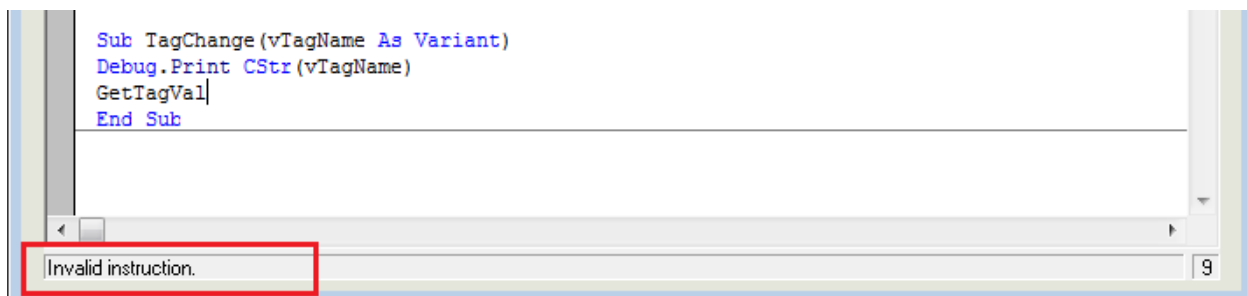 Sub TagChange(vTagName As Variant)
Debug.Print CStr(vTagName)
GetTagVal
End Sub
Invalid instruction.
9